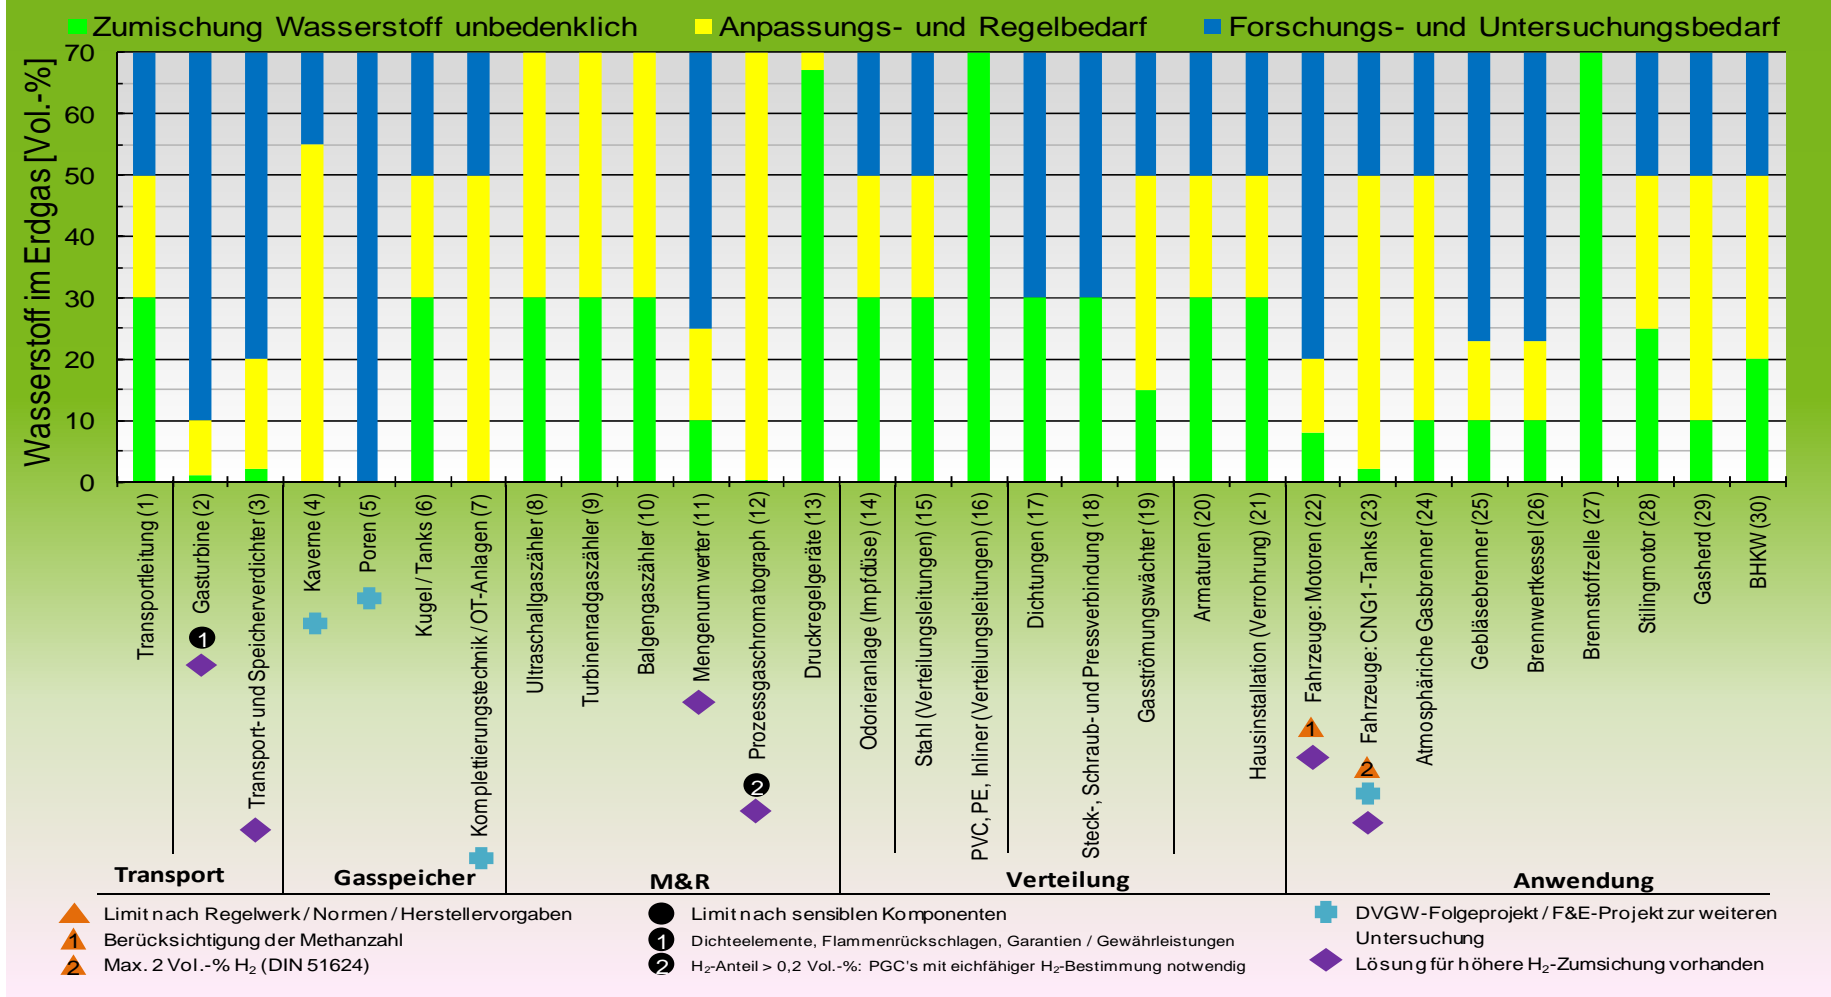 Zumischung Wasserstoff unbedenklich
Anpassungs- und Regelbedarf
Forschungs- und Untersuchungsbedarf
Wasserstoff im Erdgas [Vol.-%]
70
60
50
40
30
20
10
0
Transportleitung (1)
Gasturbine (2)
1
Transport- und Speicherverdichter (3)
Kaverne (4)
Poren (5)
Kugel / Tanks (6)
Komplettierungstechnik / OT-Anlagen (7)
Ultraschallgaszähler (8)
Turbinenradgaszähler (9)
Balgengaszähler (10)
Mengenumwerter (11)
Prozessgaschromatograph (12)
2
Druckregelgeräte (13)
Odorieranlage (Impfdüse) (14)
Stahl (Verteilungsleitungen) (15)
PVC, PE, Inliner (Verteilungsleitungen) (16)
Dichtungen (17)
Steck-, Schraub- und Pressverbindung (18)
Gasströmungswächter (19)
Armaturen (20)
Hausinstallation (Verrohrung) (21)
Fahrzeuge: Motoren (22)
1
Fahrzeuge: CNG1-Tanks (23)
2
Atmosphäriche Gasbrenner (24)
Gebläsebrenner (25)
Brennwertkessel (26)
Brennstoffzelle (27)
Stilingmotor (28)
Gasherd (29)
BHKW (30)
Transport
Gasspeicher
M&R
Verteilung
Anwendung
Limit nach Regelwerk / Normen / Herstellervorgaben
1 Berücksichtigung der Methanzahl
2 Max. 2 Vol.-% H₂ (DIN 51624)
Limit nach sensiblen Komponenten
1 Dichteelemente, Flammenrückschlagen, Garantien / Gewährleistungen
2 H₂-Anteil > 0,2 Vol.-%: PGC's mit eichfähiger H₂-Bestimmung notwendig
DVGW-Folgeprojekt / F&E-Projekt zur weiteren
Untersuchung
Lösung für höhere H₂-Zumsichung vorhanden